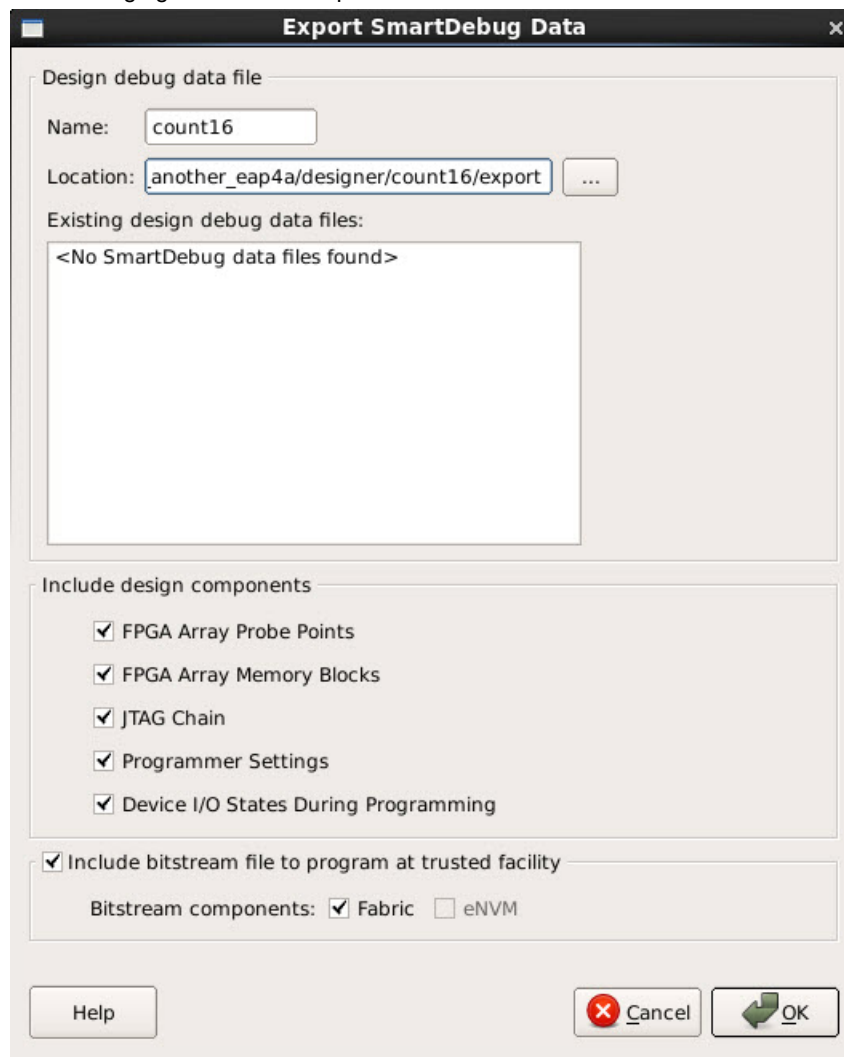 Export SmartDebug Data
Design debug data file
Name: count16
Location: _another_eap4a/designer/count16/export ...
Existing design debug data files:
<No SmartDebug data files found>
Include design components
FPGA Array Probe Points
FPGA Array Memory Blocks
JTAG Chain
Programmer Settings
Device I/O States During Programming
Include bitstream file to program at trusted facility
Bitstream components: Fabric eNVM
Help Cancel OK